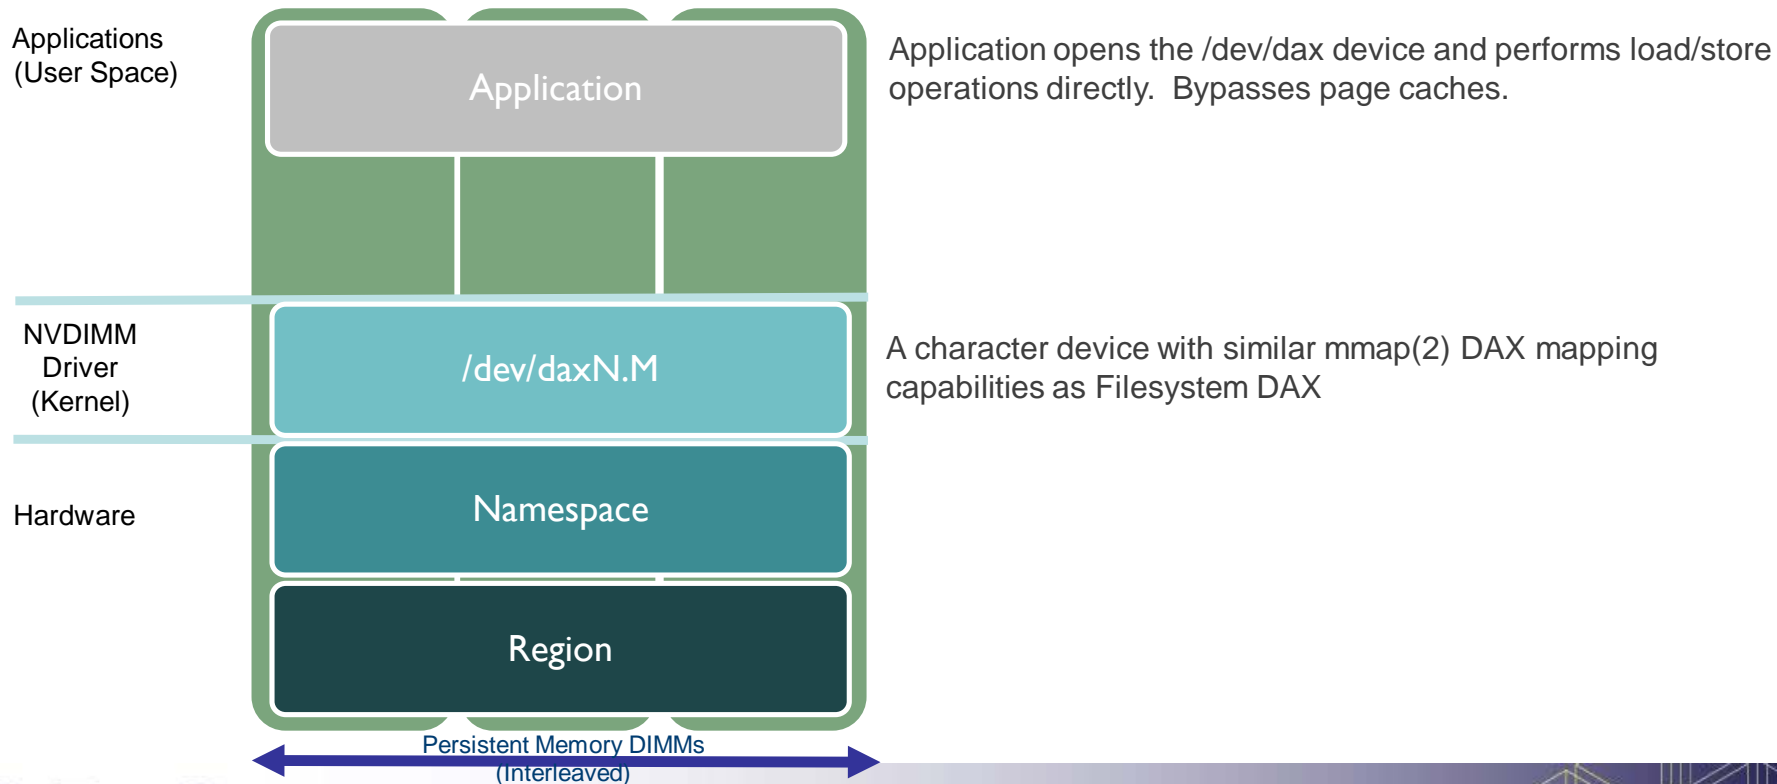 Applications
(User Space)
Application
Application opens the /dev/dax device and performs load/store
operations directly.  Bypasses page caches.
NVDIMM
Driver
(Kernel)
/dev/daxN.M
A character device with similar mmap(2) DAX mapping
capabilities as Filesystem DAX
Hardware
Namespace
Region
Persistent Memory DIMMs
(Interleaved)